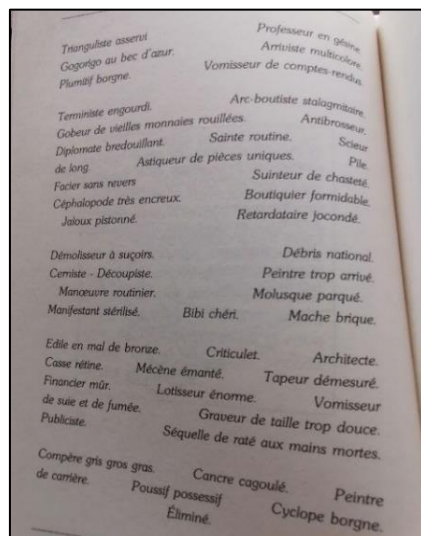 Trianguliste asservi Professeur en gésine.
Gogorigo au bec d'azur. Arriviste multicolore.
Plumitif borgne. Vomisseur de comptes-rendus.
Terministe engourdi. Arc-boutiste stalagmitaire.
Gobeur de vieilles monnaies rouillées. Antibrosseur.
Diplomate bredouillant. Sainte routine. Scieur
de long Astiqueur de pièces uniques. Pile.
Facier sans revers Suinteur de chasteté.
Céphalopode très encreux. Boutiquier formidable.
Jaloux pistonné. Retardataire jocondé.
Démolisseur à suçoirs. Débris national.
Cemiste - Découpiste. Peintre trop arrivé.
Manœuvre routinier. Molusque parqué.
Manifestant stérilisé. Bibi chéri. Mache brique.
Edile en mal de bronze. Criticulet. Architecte.
Casse rétine. Mécène émanté. Tapeur démesuré.
Financier mûr. Lotisseur énorme. Vomisseur
de suie et de fumée. Graveur de taille trop douce.
Publiciste. Séquelle de raté aux mains mortes.
Compère gris gros gras. Cancre cagoulé. Peintre
de carrière. Poussif possessif Cyclope borgne.
Éliminé.